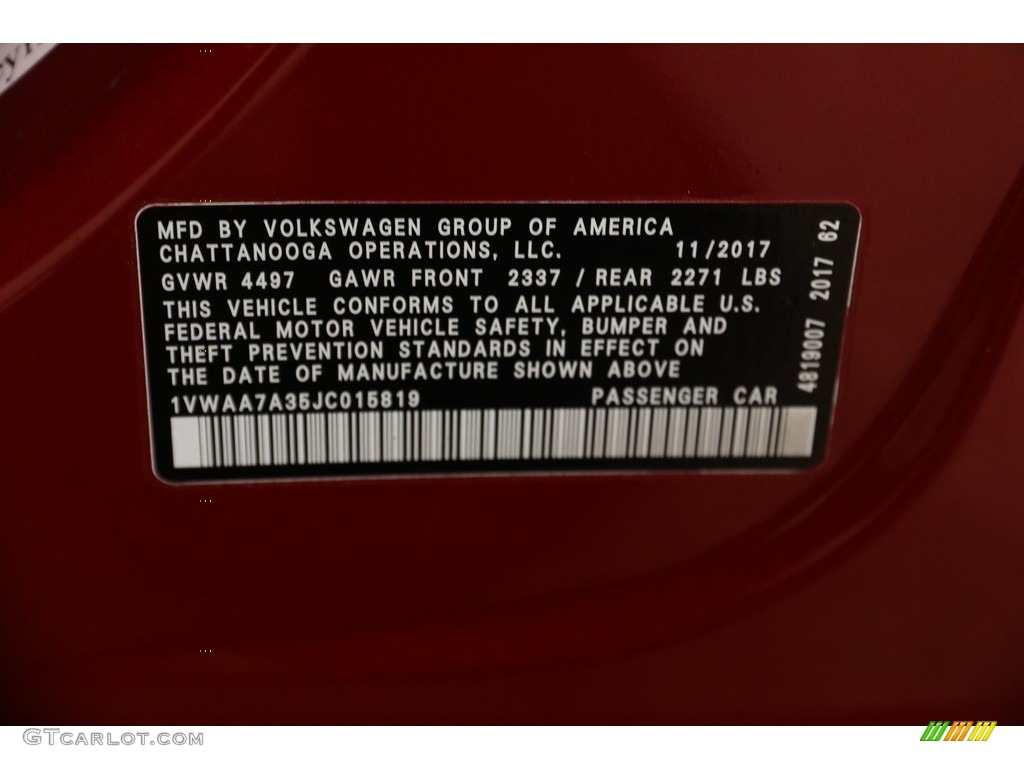 MFD BY VOLKSWAGEN GROUP OF AMERICA
CHATTANOOGA OPERATIONS, LLC. 11/2017
GVWR 4497 GAWR FRONT 2337 / REAR 2271 LBS
THIS VEHICLE CONFORMS TO ALL APPLICABLE U.S.
FEDERAL MOTOR VEHICLE SAFETY, BUMPER AND
THEFT PREVENTION STANDARDS IN EFFECT ON
THE DATE OF MANUFACTURE SHOWN ABOVE
1VWAA7A35JC015819 PASSENGER CAR
4819007 2017 62
GTCARLOT.COM